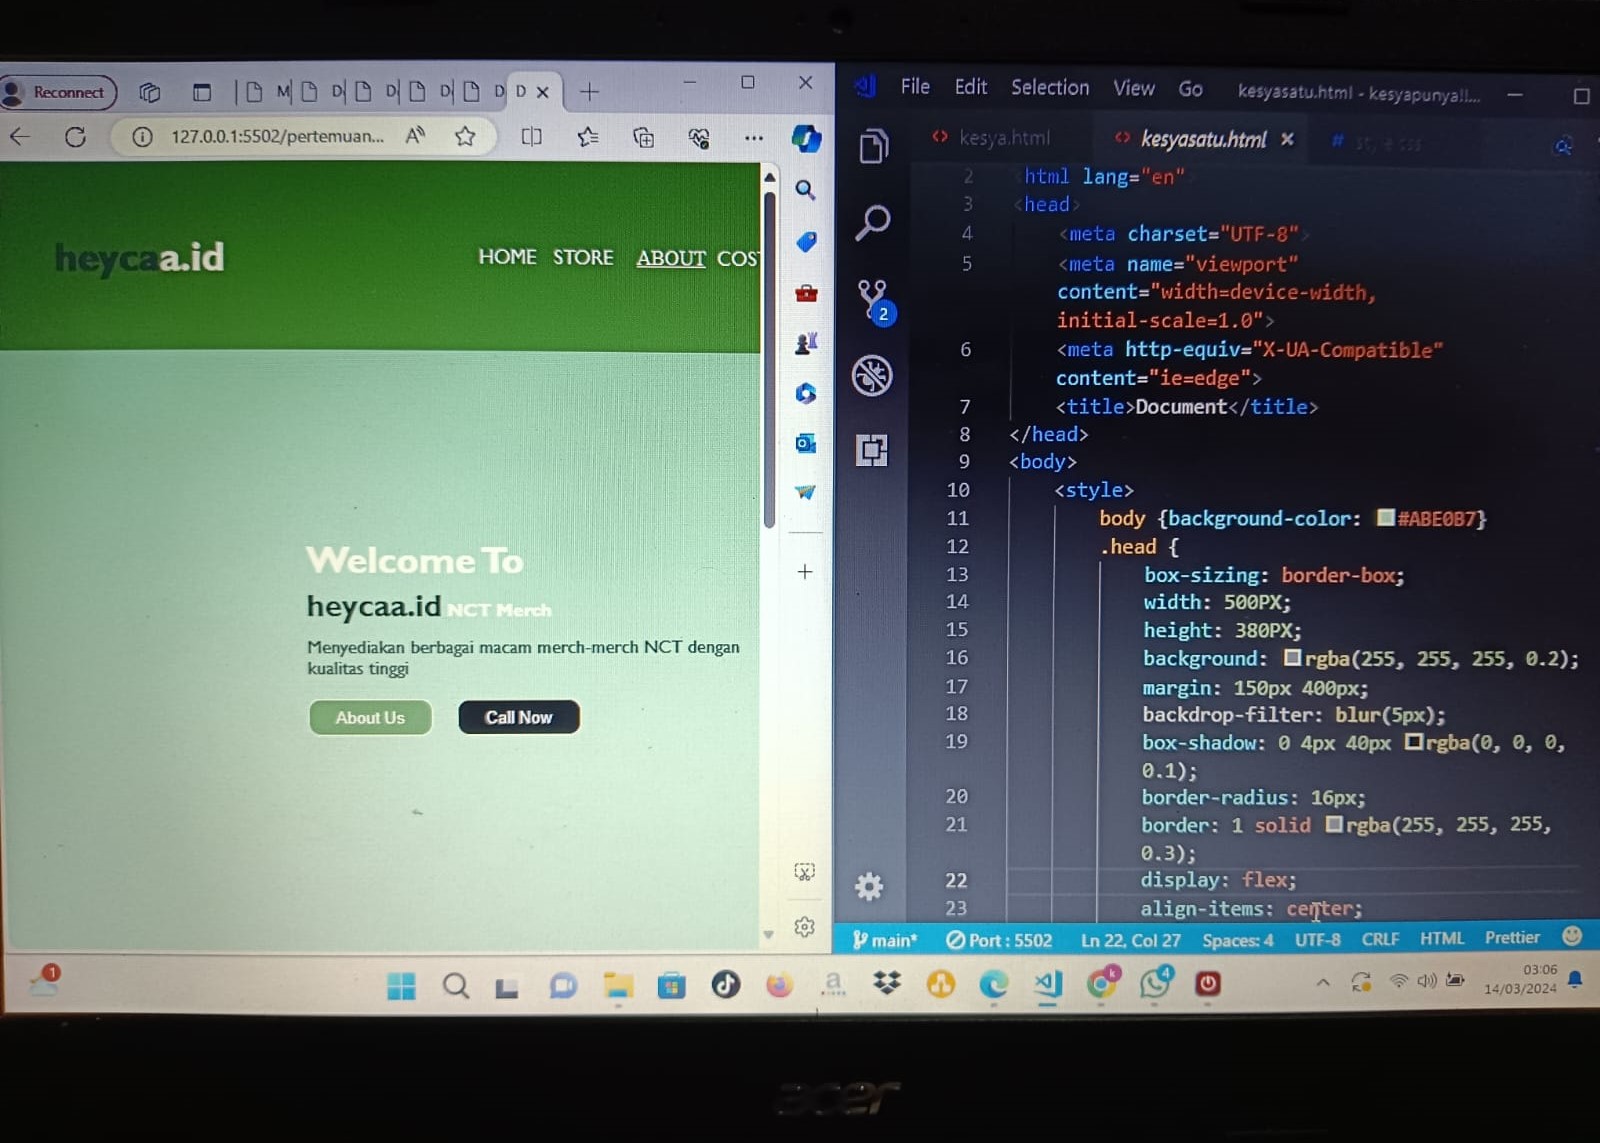 Reconnect
127.0.0.1:5502/pertemuan...
heycaa.id
HOME STORE ABOUT COS
Welcome To
heycaa.id NCT Merch
Menyediakan berbagai macam merch-merch NCT dengan
kualitas tinggi
About Us
Call Now
File Edit Selection View Go kesyasatu.html - kesyapunya!!...
kesya.html
kesyasatu.html
2 html lang="en"
3 <head>
4 <meta charset="UTF-8">
5 <meta name="viewport"
content="width=device-width,
initial-scale=1.0">
6 <meta http-equiv="X-UA-Compatible"
content="ie=edge">
7 <title>Document</title>
8 </head>
9 <body>
10 <style>
11 body {background-color: #ABE0B7}
12 .head {
13 box-sizing: border-box;
14 width: 500PX;
15 height: 380PX;
16 background: rgba(255, 255, 255, 0.2);
17 margin: 150px 400px;
18 backdrop-filter: blur(5px);
19 box-shadow: 0 4px 40px rgba(0, 0, 0,
0.1);
20 border-radius: 16px;
21 border: 1 solid rgba(255, 255, 255,
0.3);
22 display: flex;
23 align-items: center;
2
main* Port : 5502 Ln 22, Col 27 Spaces: 4 UTF-8 CRLF HTML Prettier
1
4
03:06
14/03/2024
acer